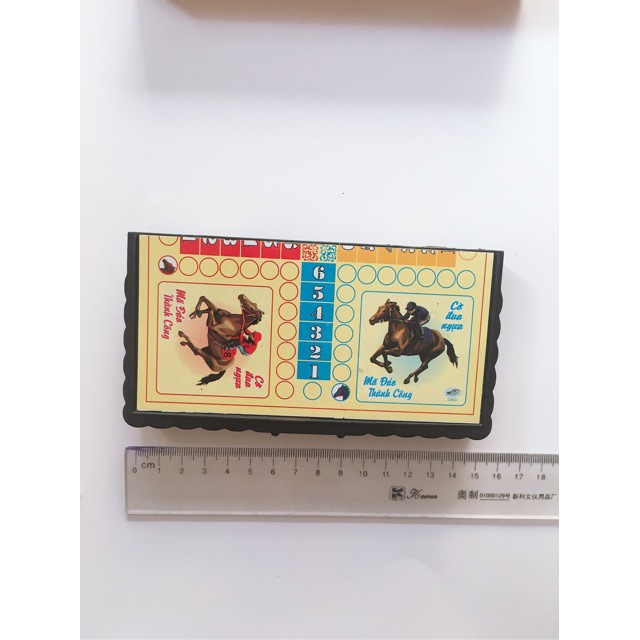 6
5
4
3
2
1
Cờ
đua
ngựa
Mã Đáo
Thành Công
Cờ
đua
ngựa
Mã Đáo
Thành Công
0 cm 1 2 3 4 5 6 7 8 9 10 11 12 13 14 15 16 17 18